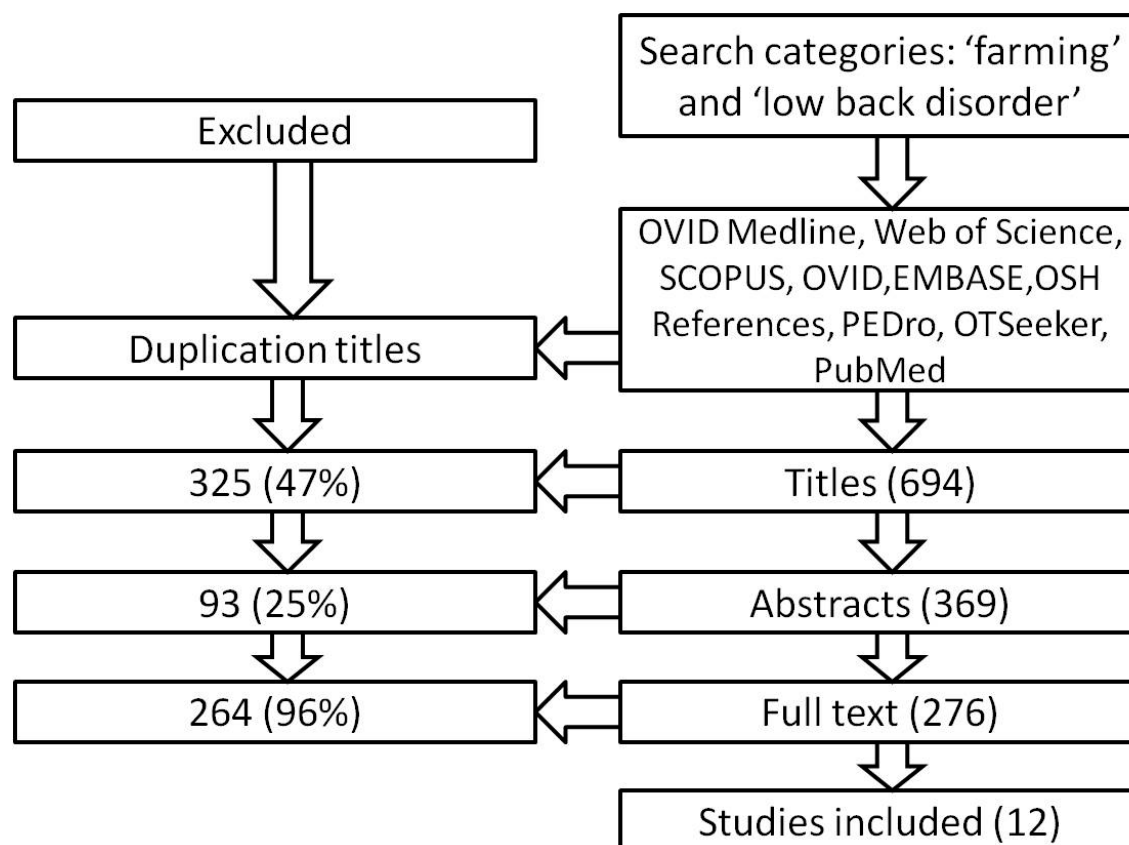 Search categories: ‘farming’
and ‘low back disorder’
Excluded
OVID Medline, Web of Science,
SCOPUS, OVID,EMBASE,OSH
References, PEDro, OTSeeker,
PubMed
Duplication titles
325 (47%)
Titles (694)
93 (25%)
Abstracts (369)
264 (96%)
Full text (276)
Studies included (12)